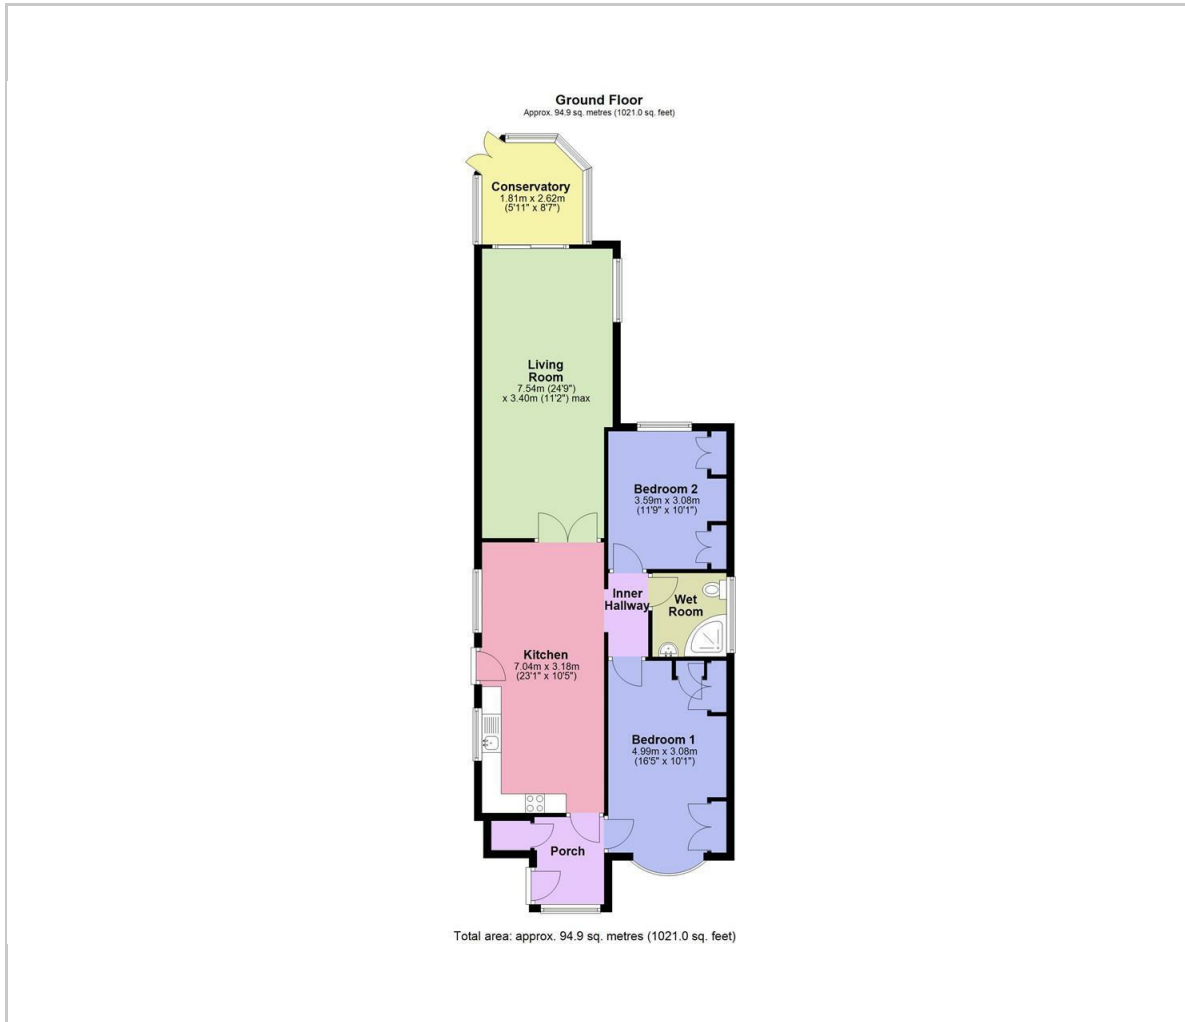 Ground Floor
Approx. 94.9 sq. metres (1021.0 sq. feet)
Conservatory
1.81m x 2.62m
(5'11" x 8'7")
Living
Room
7.54m (24'9")
x 3.40m (11'2") max
Bedroom 2
3.59m x 3.08m
(11'9" x 10'1")
Inner
Hallway
Wet
Room
Kitchen
7.04m x 3.18m
(23'1" x 10'5")
Bedroom 1
4.99m x 3.08m
(16'5" x 10'1")
Porch
Total area: approx. 94.9 sq. metres (1021.0 sq. feet)